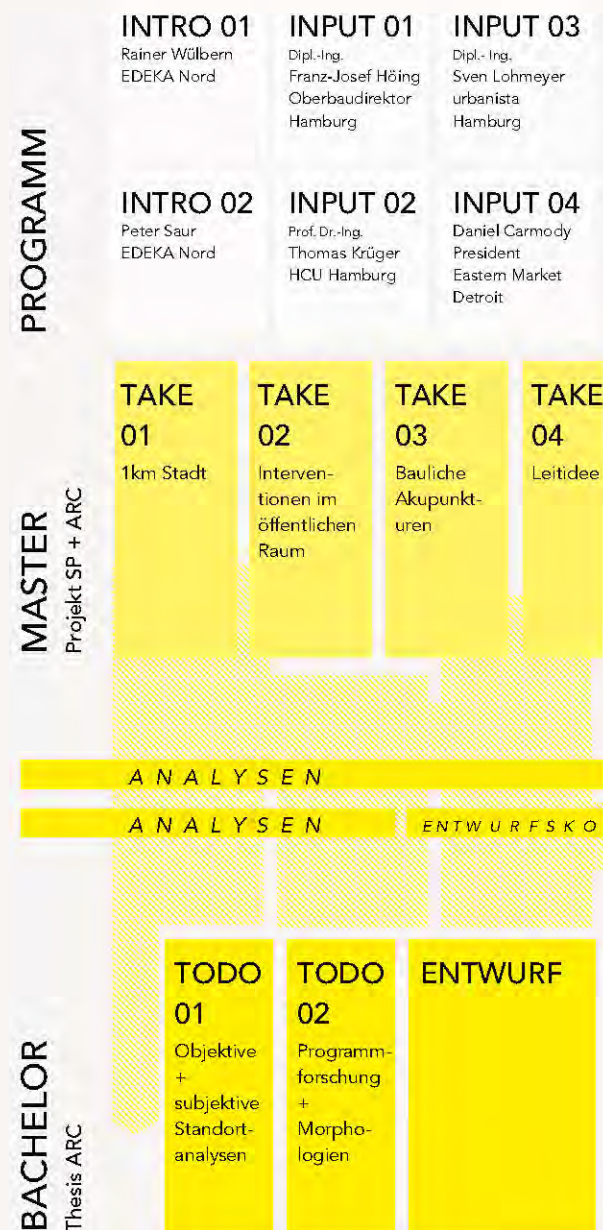 PROGRAMM
INTRO 01
Rainer Wülbern
EDEKA Nord
INPUT 01
Dipl.-Ing.
Franz-Josef Höing
Oberbaudirektor
Hamburg
INPUT 03
Dipl.- Ing.
Sven Lohmeyer
urbanista
Hamburg
INTRO 02
Peter Saur
EDEKA Nord
INPUT 02
Prof. Dr.-Ing.
Thomas Krüger
HCU Hamburg
INPUT 04
Daniel Carmody
President
Eastern Market
Detroit
MASTER
Projekt SP + ARC
TAKE
01
1km Stadt
TAKE
02
Interven-
tionen im
öffentlichen
Raum
TAKE
03
Bauliche
Akupunkt-
uren
TAKE
04
Leitidee
ANALYSEN
ANALYSEN
ENTWURFSKO
BACHELOR
Thesis ARC
TODO
01
Objektive
+
subjektive
Standort-
analysen
TODO
02
Programm-
forschung
+
Morpho-
logien
ENTWURF